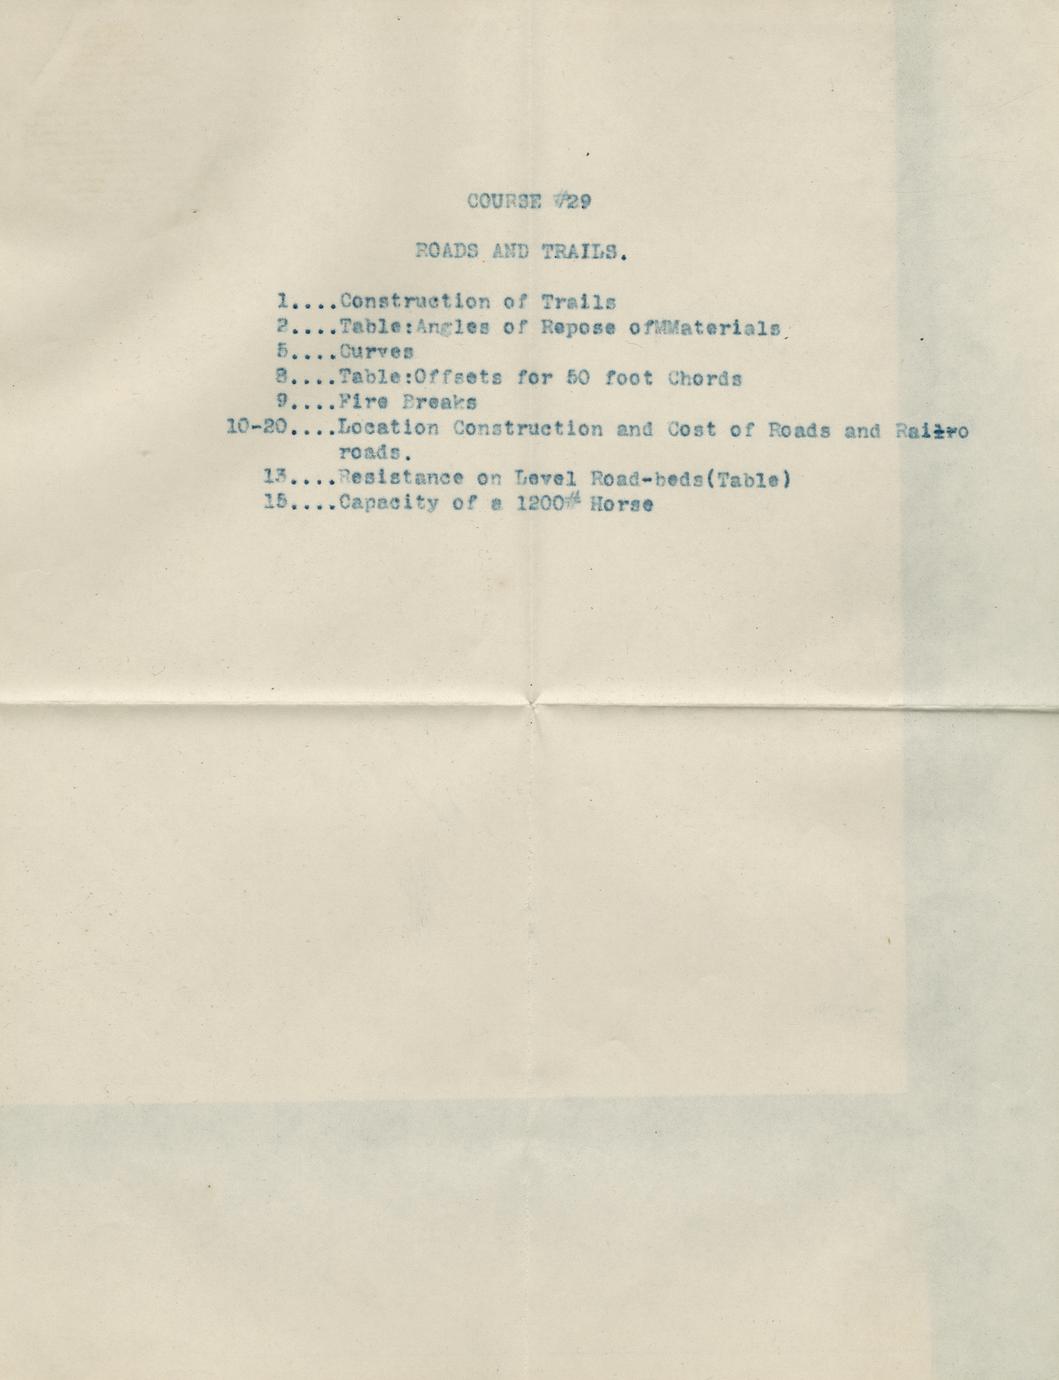 COURSE #29
ROADS AND TRAILS.
1....Construction of Trails
2....Table:Angles of Repose ofMMaterials
5....Curves
8....Table:Offsets for 50 foot Chords
9....Fire Breaks
10-20....Location Construction and Cost of Roads and Railro
roads.
13....Resistance on Level Road-beds(Table)
15....Capacity of a 1200# Horse